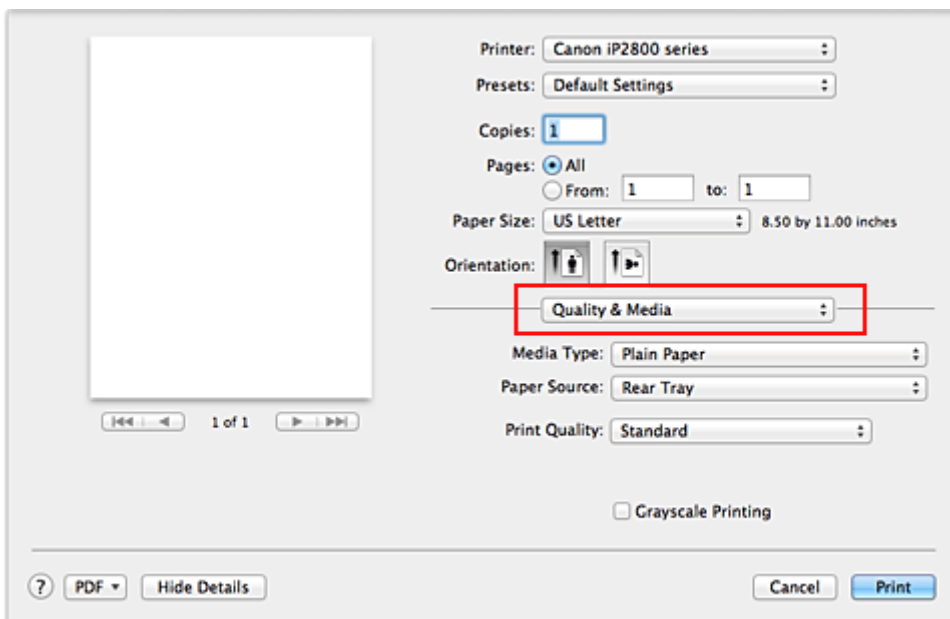 Printer: Canon iP2800 series
Presets: Default Settings
Copies: 1
Pages: All
From: 1 to: 1
Paper Size: US Letter 8.50 by 11.00 inches
Orientation:
Quality & Media
Media Type: Plain Paper
Paper Source: Rear Tray
1 of 1
Print Quality: Standard
Grayscale Printing
? PDF Hide Details Cancel Print